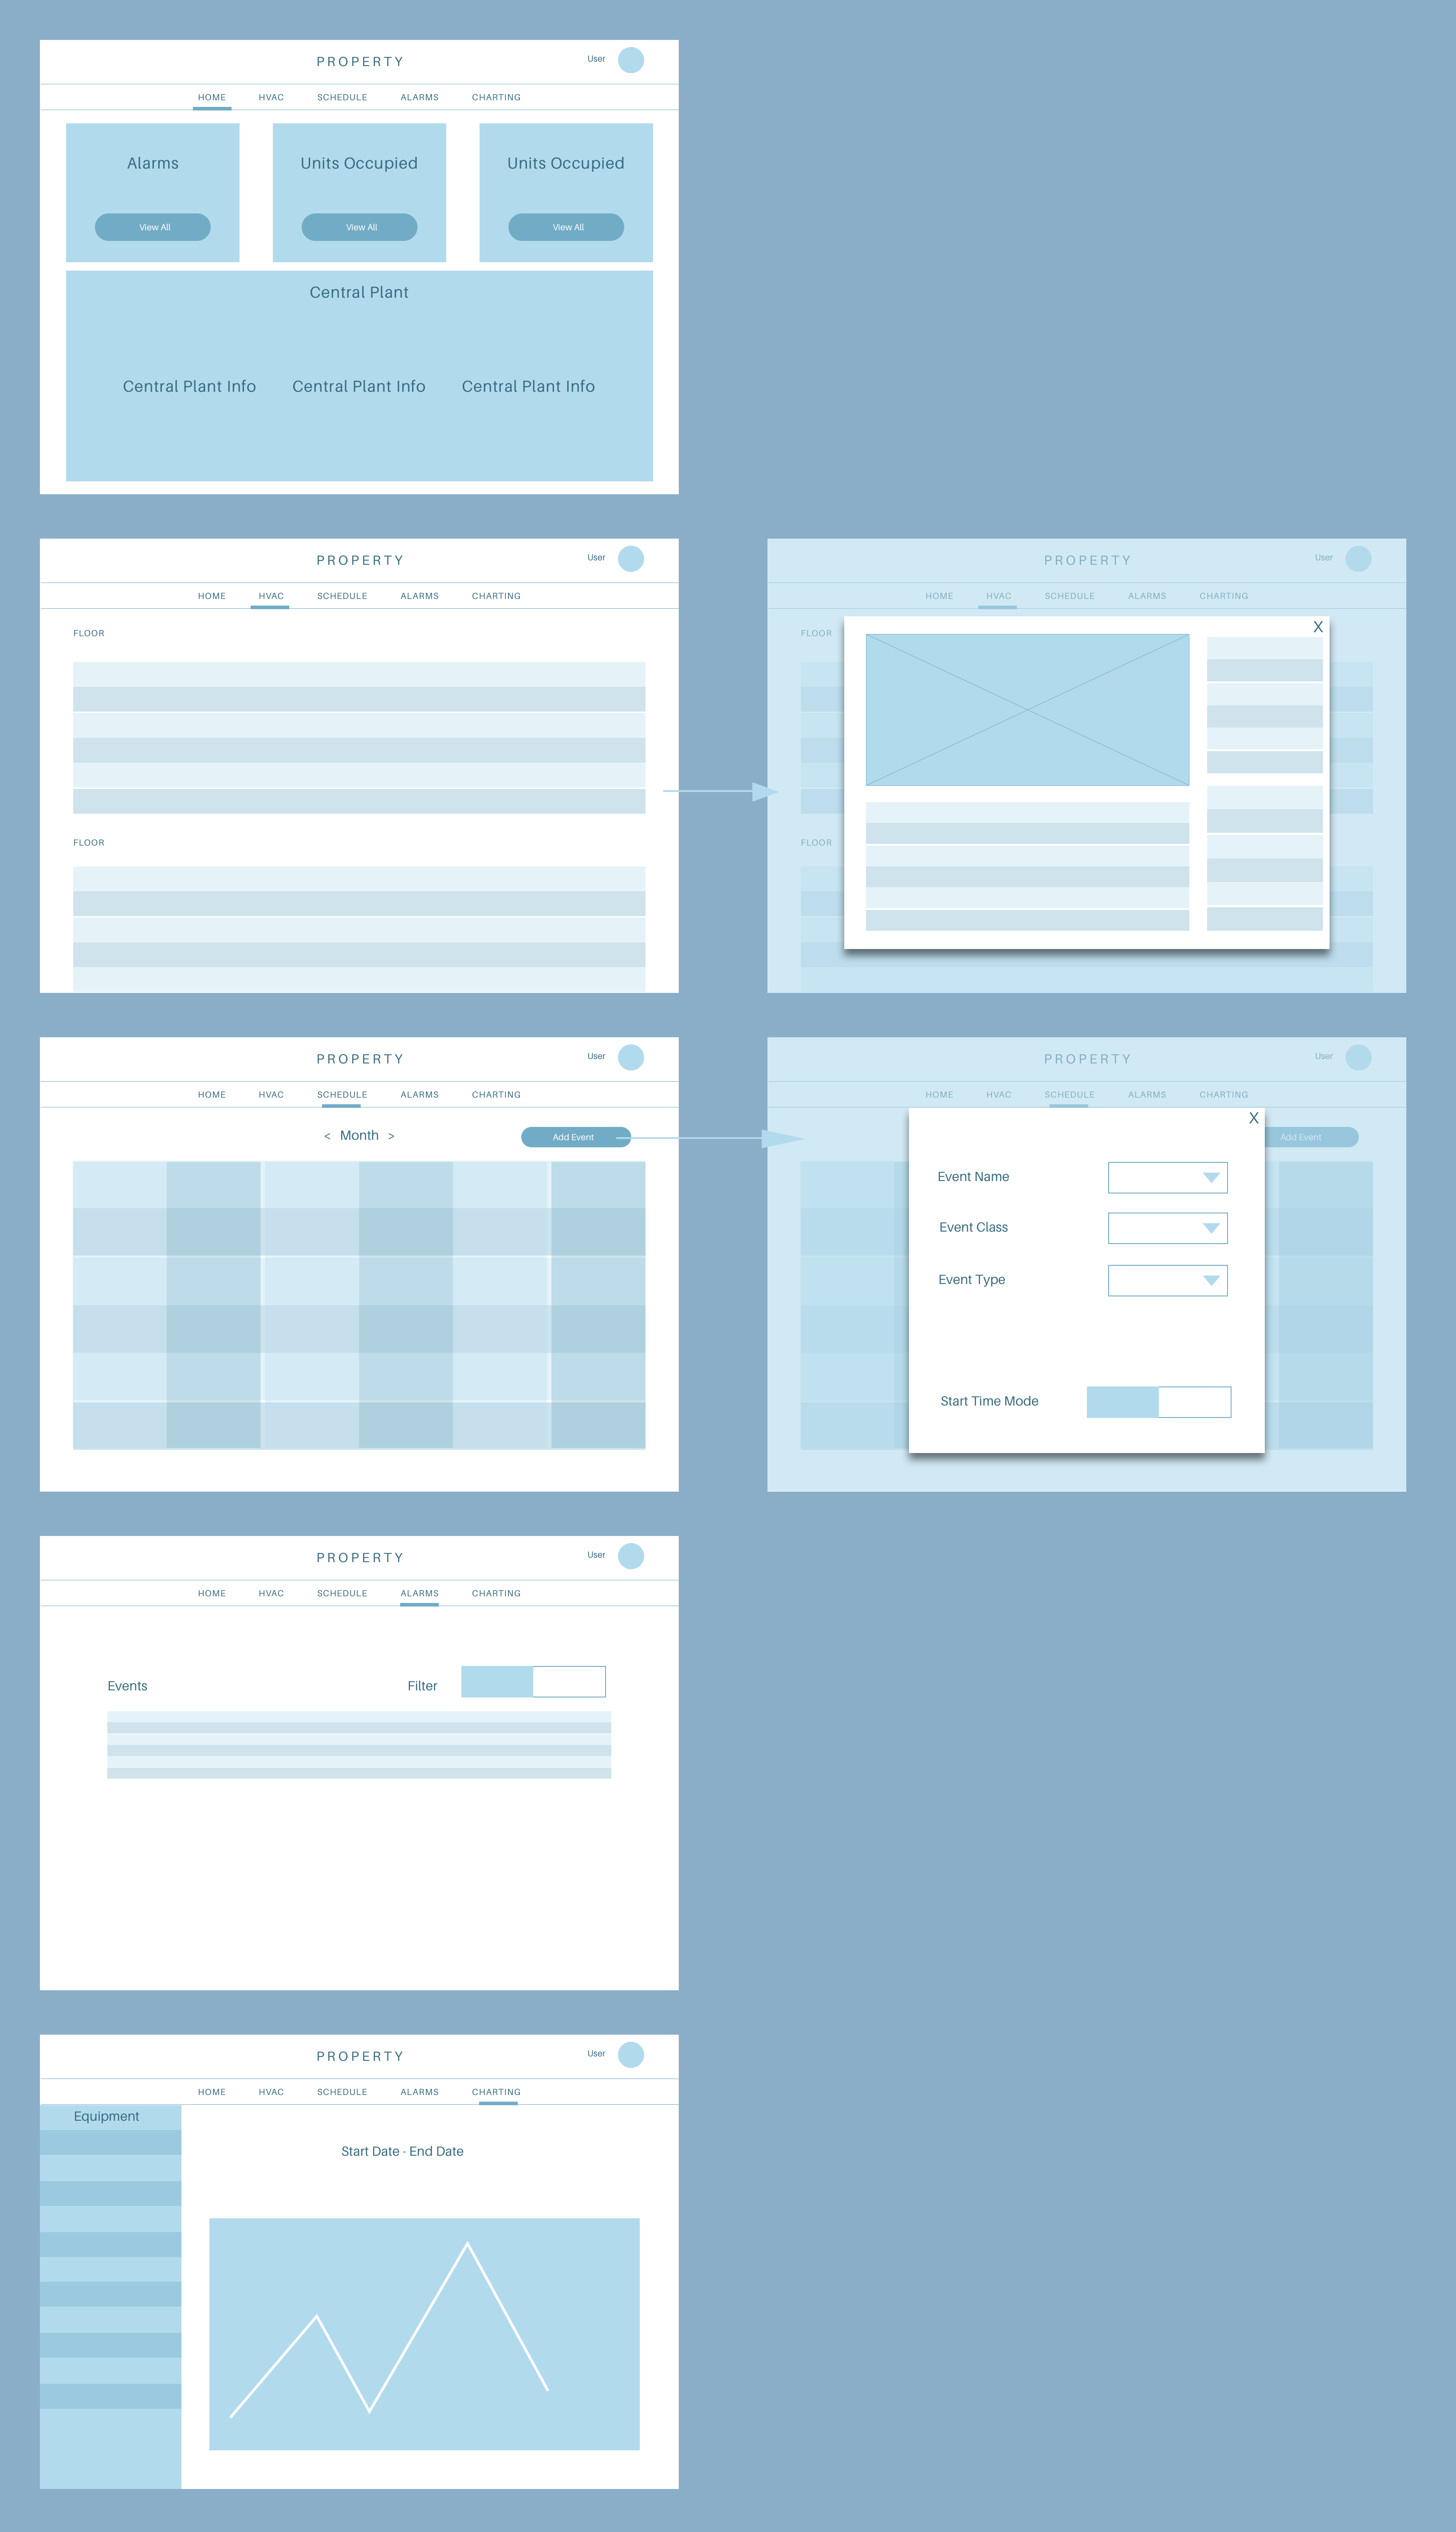 PROPERTY
User
HOME HVAC SCHEDULE ALARMS CHARTING
Alarms
View All
Units Occupied
View All
Units Occupied
View All
Central Plant
Central Plant Info Central Plant Info Central Plant Info
PROPERTY
User
HOME HVAC SCHEDULE ALARMS CHARTING
FLOOR
FLOOR
PROPERTY
User
HOME HVAC SCHEDULE ALARMS CHARTING
FLOOR
X
FLOOR
PROPERTY
User
HOME HVAC SCHEDULE ALARMS CHARTING
< Month >
Add Event
PROPERTY
User
HOME HVAC SCHEDULE ALARMS CHARTING
X
Add Event
Event Name
Event Class
Event Type
Start Time Mode
PROPERTY
User
HOME HVAC SCHEDULE ALARMS CHARTING
Events
Filter
PROPERTY
User
HOME HVAC SCHEDULE ALARMS CHARTING
Equipment
Start Date - End Date